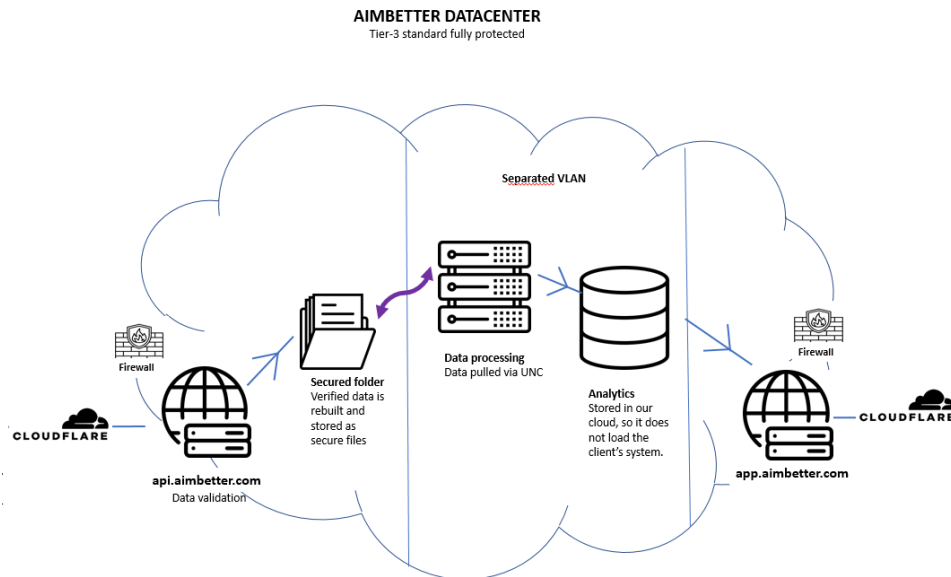 AIMBETTER DATACENTER
Tier-3 standard fully protected
Separated VLAN
Firewall
CLOUDFLARE
api.aimbetter.com
Data validation
Secured folder
Verified data is
rebuilt and
stored as
secure files
Data processing
Data pulled via UNC
Analytics
Stored in our
cloud, so it does
not load the
client's system.
Firewall
app.aimbetter.com
CLOUDFLARE